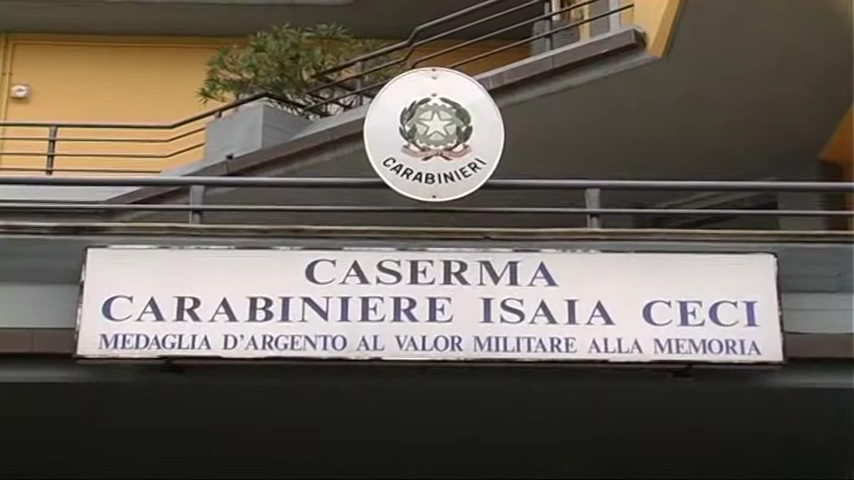 CARABINIERI
CASERMA
CARABINIERE ISAIA CECI
MEDAGLIA D'ARGENTO AL VALOR MILITARE ALLA MEMORIA